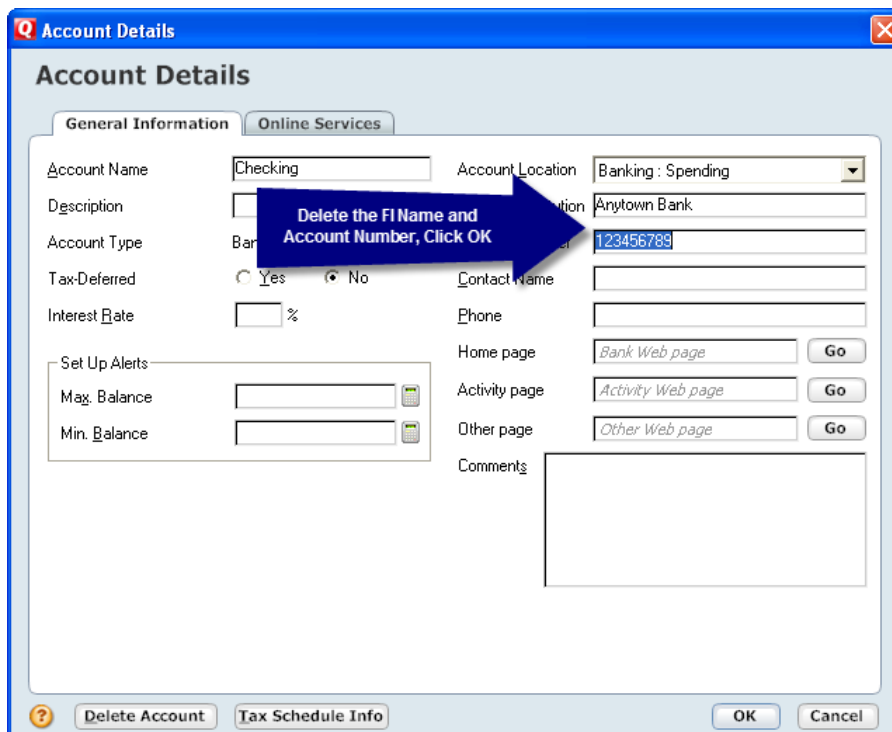 Account Details
Account Details
General Information
Online Services
Account Name
Checking
Account Location
Banking : Spending
Description
Anytown Bank
Delete the FI Name and
Account Number, Click OK
Account Type
123456789
Tax-Deferred
Yes
No
Contact Name
Interest Rate
%
Phone
Home page
Bank Web page
Go
Set Up Alerts
Max. Balance
Activity page
Activity Web page
Go
Min. Balance
Other page
Other Web page
Go
Comments
Delete Account
Tax Schedule Info
OK
Cancel